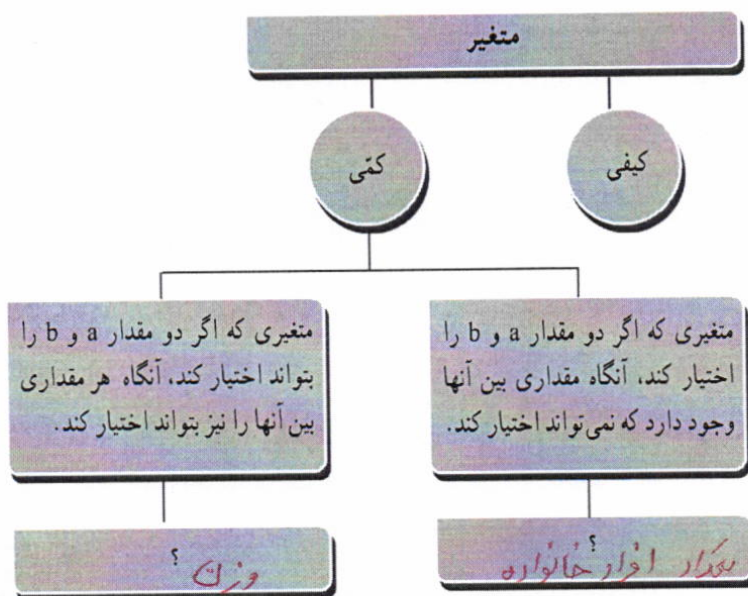 متغیر
کیفی
کمّی
متغیری که اگر دو مقدار a و b را
اختیار کند، آنگاه مقداری بین آنها
وجود دارد که نمی‌تواند اختیار کند.
متغیری که اگر دو مقدار a و b را
بتواند اختیار کند، آنگاه هر مقداری
بین آنها را نیز بتواند اختیار کند.
؟
تعداد افراد خانواده
؟
وزن